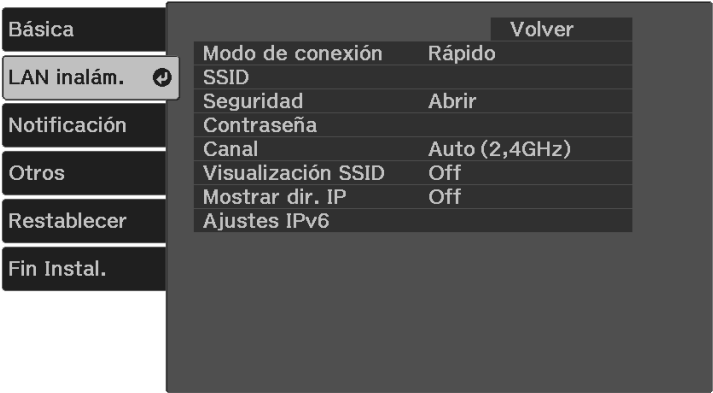 Básica
LAN inalám.
Notificación
Otros
Restablecer
Fin Instal.
Volver
Modo de conexión Rápido
SSID
Seguridad Abrir
Contraseña
Canal Auto (2,4GHz)
Visualización SSID Off
Mostrar dir. IP Off
Ajustes IPv6